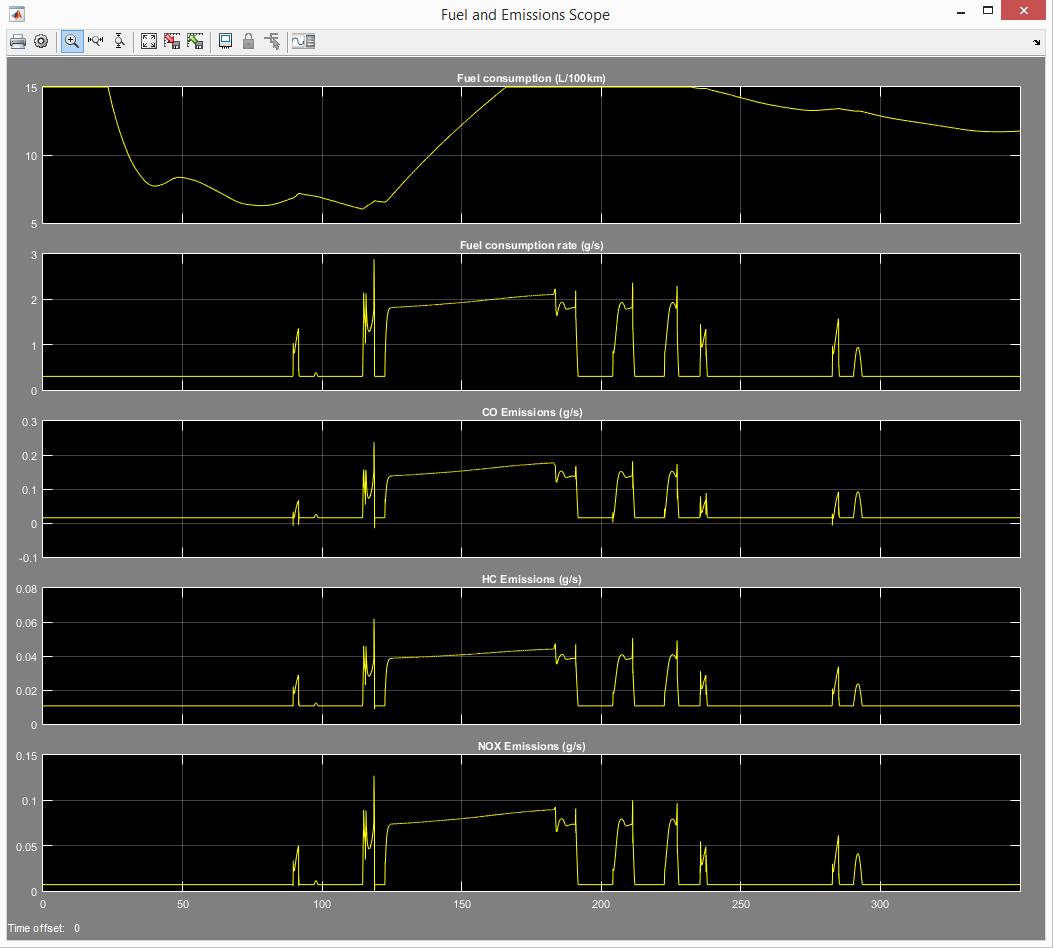 Fuel and Emissions Scope
Fuel consumption (L/100km)
15
10
5
Fuel consumption rate (g/s)
3
2
1
0
CO Emissions (g/s)
0.3
0.2
0.1
0
-0.1
HC Emissions (g/s)
0.08
0.06
0.04
0.02
0
NOX Emissions (g/s)
0.15
0.1
0.05
0
0 50 100 150 200 250 300
Time offset: 0